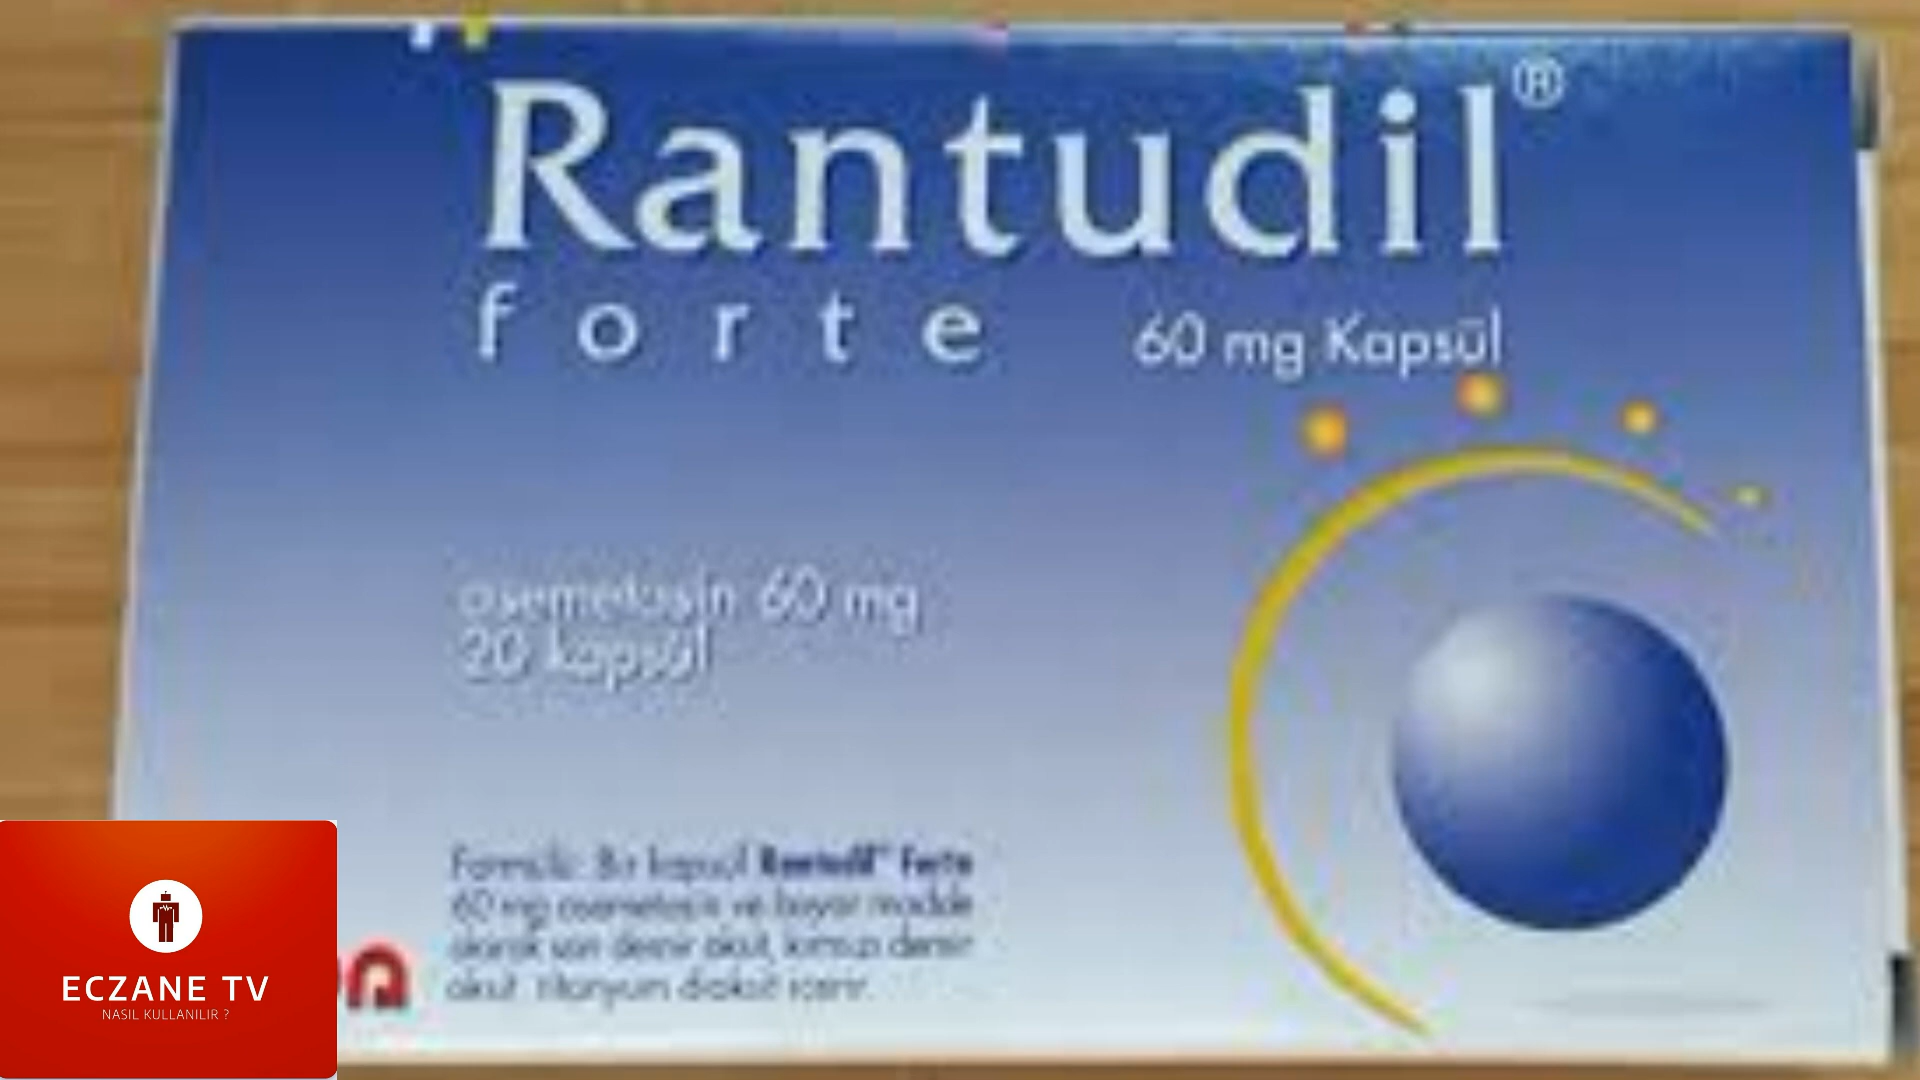 Rantudil®
forte 60 mg Kapsül
asemetasin 60 mg
20 kapsül
Formülü: Bir kapsül Rantudil® Forte
60 mg asemetasin ve boyar madde
olarak sarı demir oksit, kırmızı demir
oksit, titanyum dioksit içerir.
ECZANE TV
NASIL KULLANILIR ?